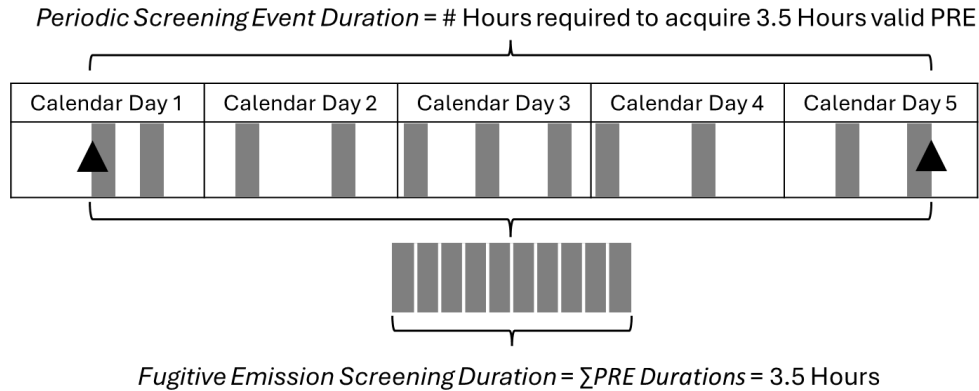 Periodic Screening Event Duration = # Hours required to acquire 3.5 Hours valid PRE
Calendar Day 1 Calendar Day 2 Calendar Day 3 Calendar Day 4 Calendar Day 5
Fugitive Emission Screening Duration = ∑PRE Durations = 3.5 Hours